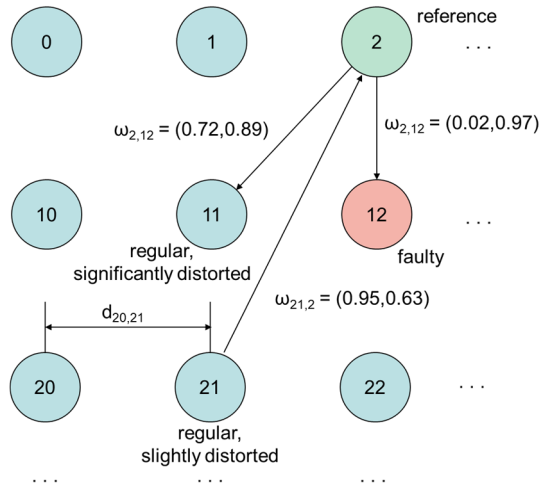 reference
0
1
2
. . .
ω2,12 = (0.72,0.89)
ω2,12 = (0.02,0.97)
10
11
12
. . .
regular,
significantly distorted
faulty
d20,21
ω21,2 = (0.95,0.63)
20
21
22
. . .
regular,
slightly distorted
. . .
. . .
. . .